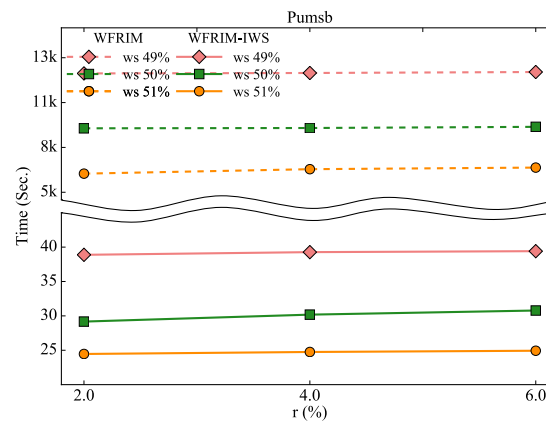 Pumsb
WFRIM WFRIM-IWS
ws 49% ws 49%
ws 50% ws 50%
ws 51% ws 51%
Time (Sec.)
13k
11k
8k
5k
40
35
30
25
2.0 4.0 6.0
r (%)